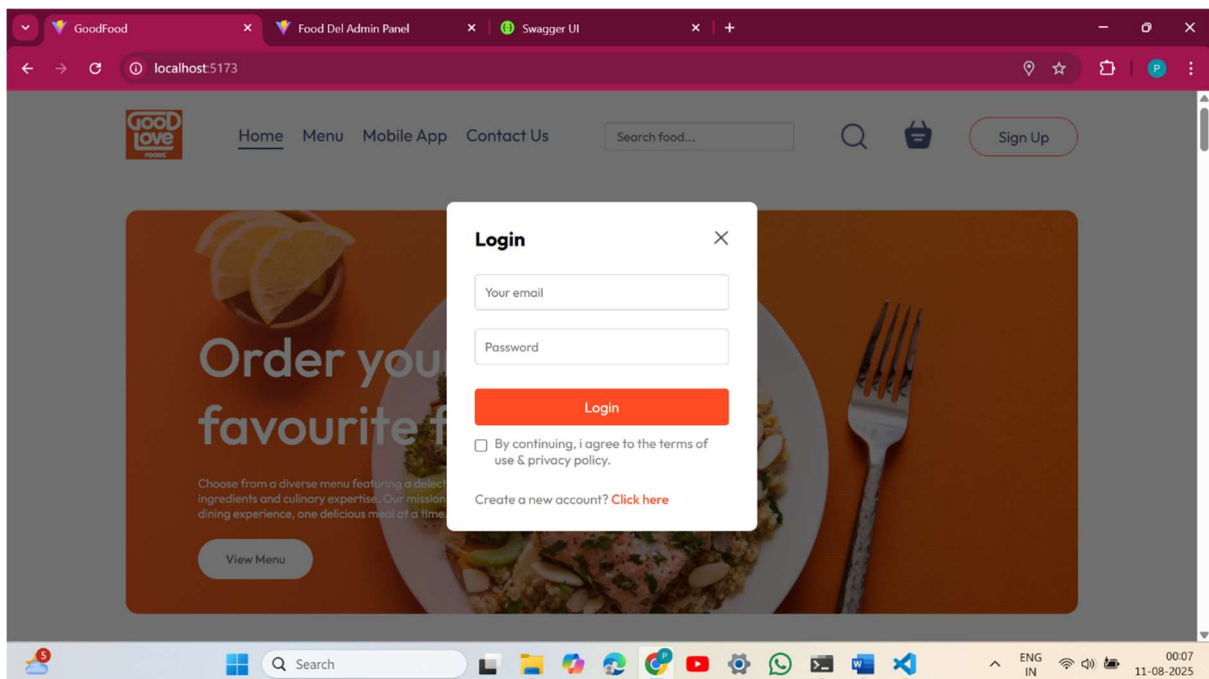 GoodFood
Food Del Admin Panel
Swagger UI
localhost:5173
P
GOOD
LOVE
FOODS
Home Menu Mobile App Contact Us
Search food...
Sign Up
Login
Your email
Order you
Password
Login
favourite f
By continuing, i agree to the terms of
use & privacy policy.
Choose from a diverse menu featuring a delect
ingredients and culinary expertise. Our mission
dining experience, one delicious meal at a time.
Create a new account? Click here
View Menu
5
Search
P
ENG
IN
00:07
11-08-2025